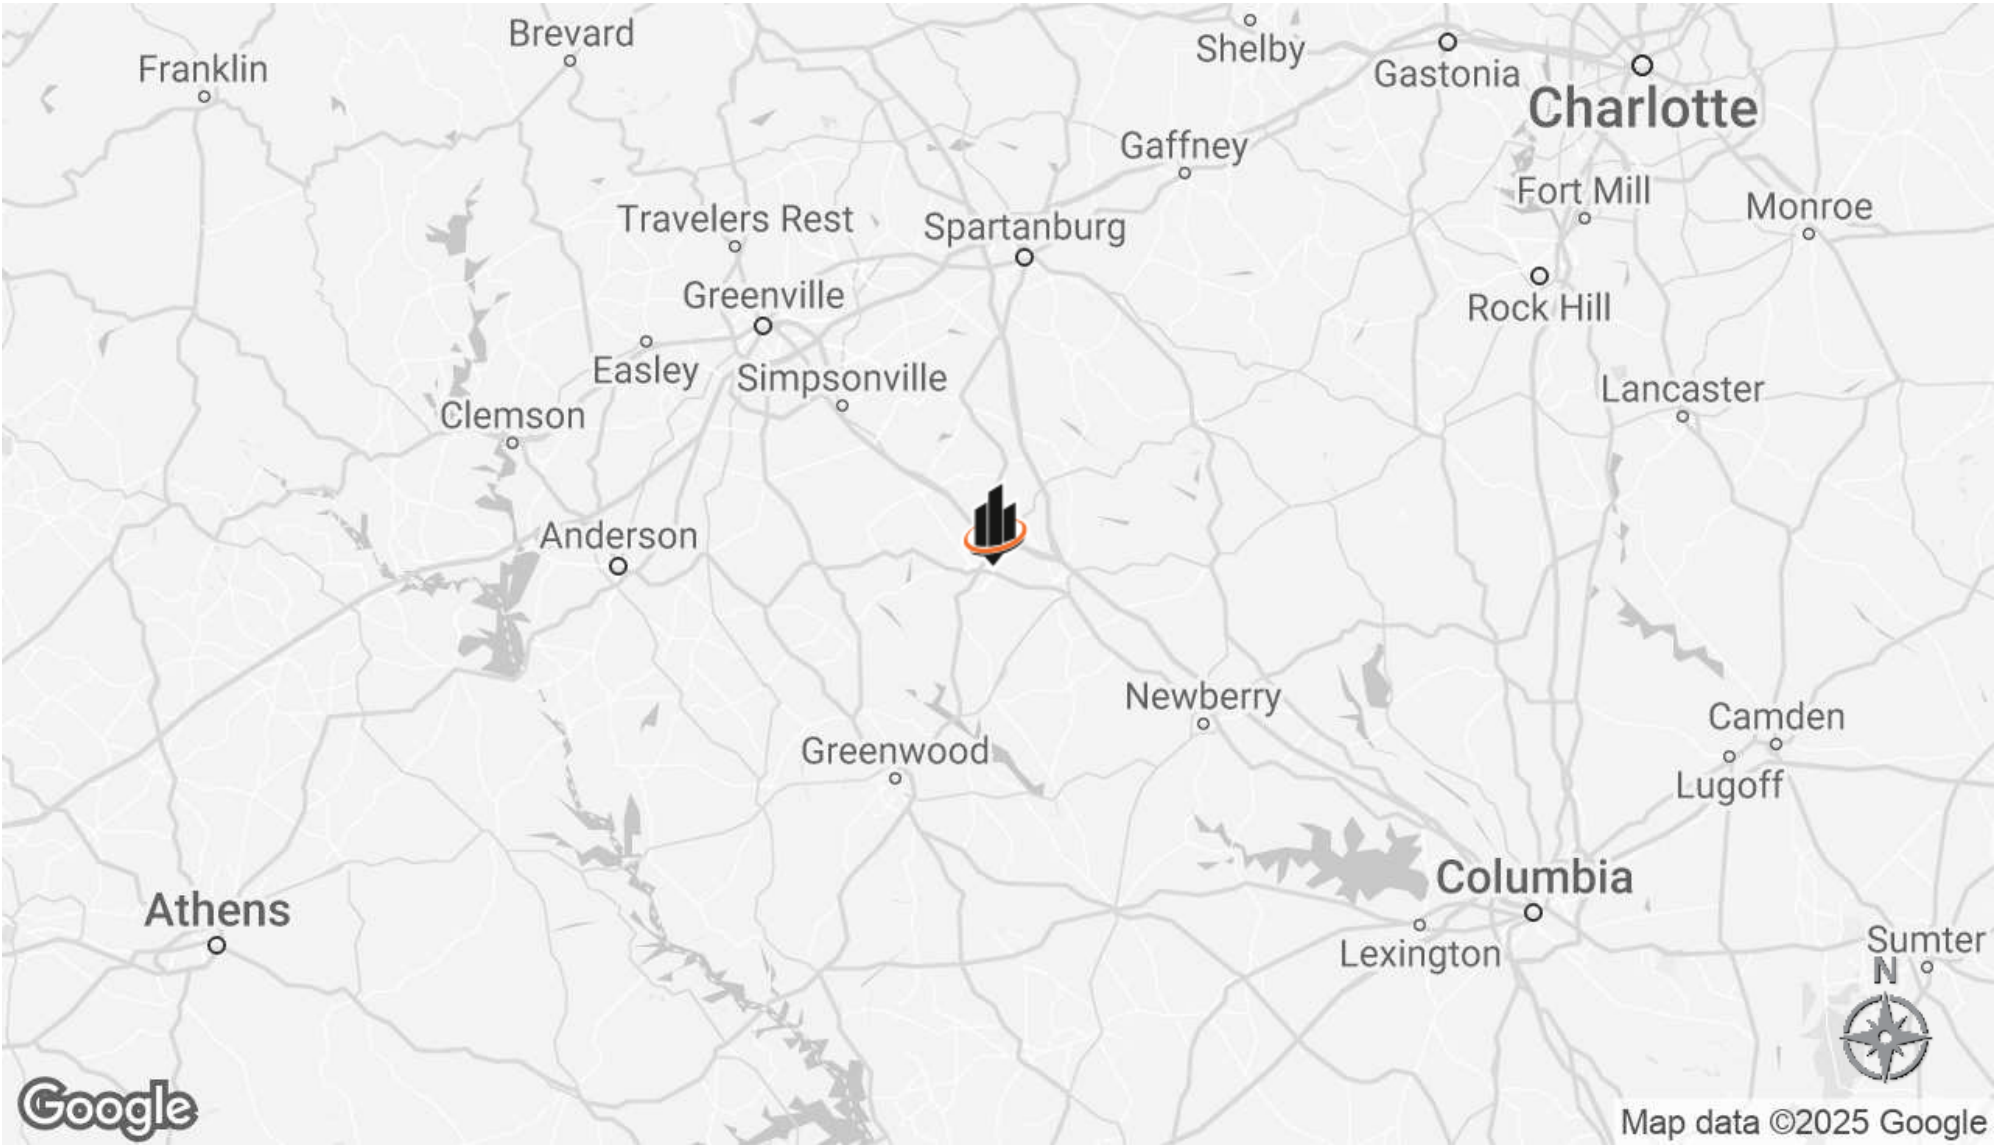 Brevard
Franklin
Shelby
Gastonia
Charlotte
Gaffney
Fort Mill
Monroe
Travelers Rest
Spartanburg
Greenville
Rock Hill
Easley
Simpsonville
Lancaster
Clemson
Anderson
Newberry
Camden
Greenwood
Lugoff
Columbia
Athens
Lexington
Sumter
N
Google
Map data ©2025 Google